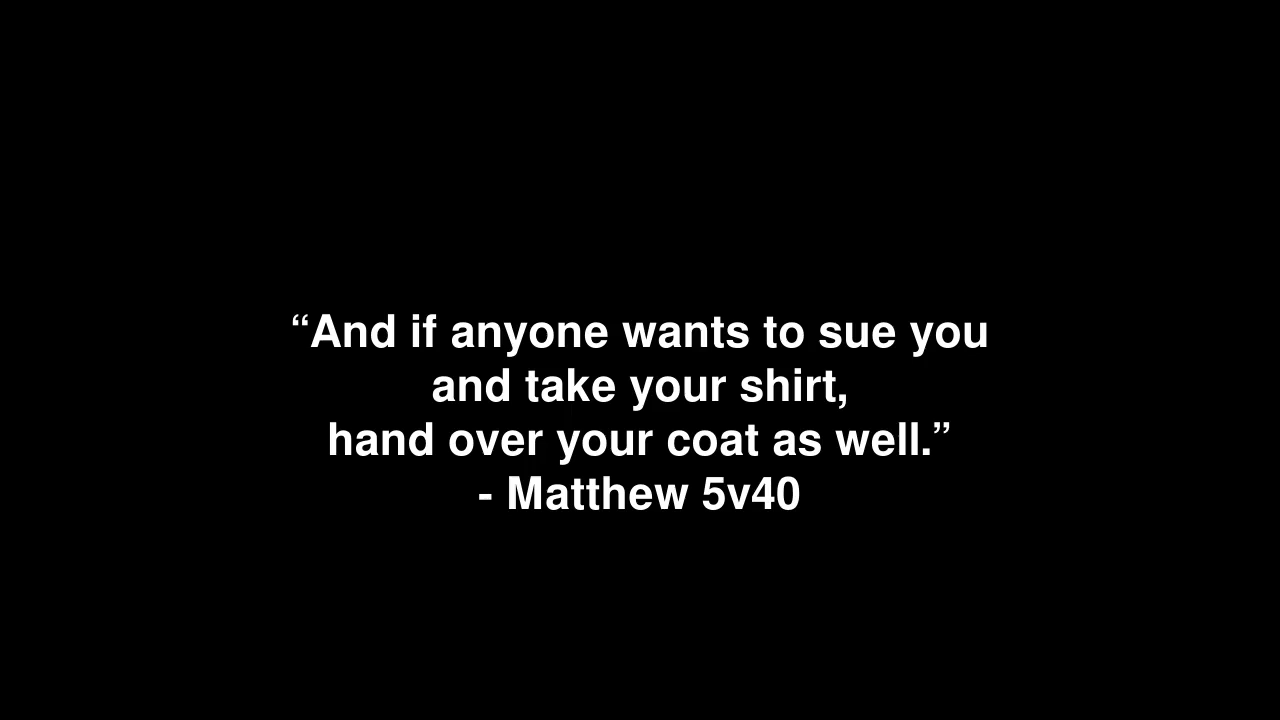 “And if anyone wants to sue you
and take your shirt,
hand over your coat as well.”
- Matthew 5v40